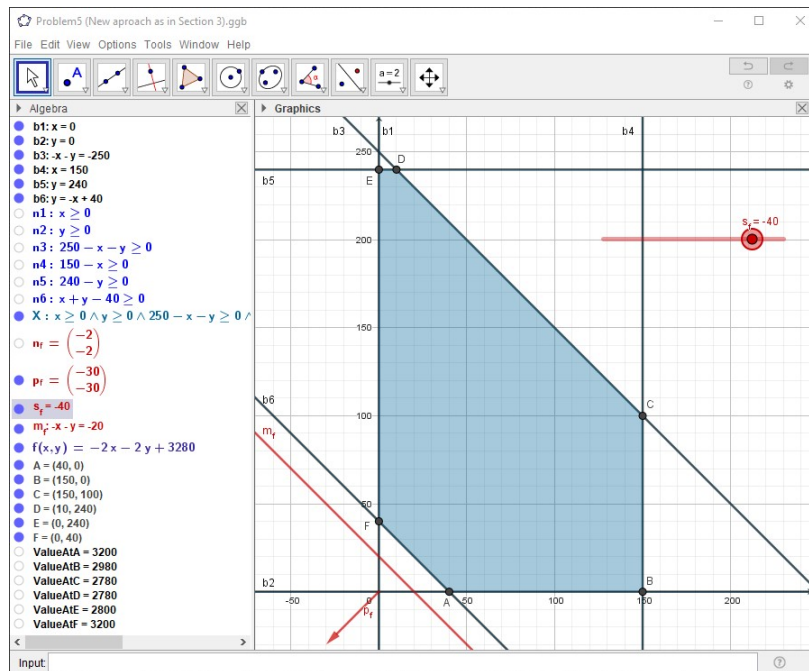 Problem5 (New aproach as in Section 3).ggb
File Edit View Options Tools Window Help
A
α
a=2
Algebra
b1: x = 0
b2: y = 0
b3: -x - y = -250
b4: x = 150
b5: y = 240
b6: y = -x + 40
n1 : x ≥ 0
n2 : y ≥ 0
n3 : 250 − x − y ≥ 0
n4 : 150 − x ≥ 0
n5 : 240 − y ≥ 0
n6 : x + y − 40 ≥ 0
X : x ≥ 0 ∧ y ≥ 0 ∧ 250 − x − y ≥ 0 ∧
n_f = (−2 −2)
p_f = (−30 −30)
s_f = -40
m_f: -x - y = -20
f(x,y) = −2 x − 2 y + 3280
A = (40, 0)
B = (150, 0)
C = (150, 100)
D = (10, 240)
E = (0, 240)
F = (0, 40)
ValueAtA = 3200
ValueAtB = 2980
ValueAtC = 2780
ValueAtD = 2780
ValueAtE = 2800
ValueAtF = 3200
Graphics
b3 b1 b4
250
D
E
b5
s_f = -40
200
150
C
100
b6
m_f
50
F
b2
B
A
-50 0 50 100 150 200
p_f
Input: